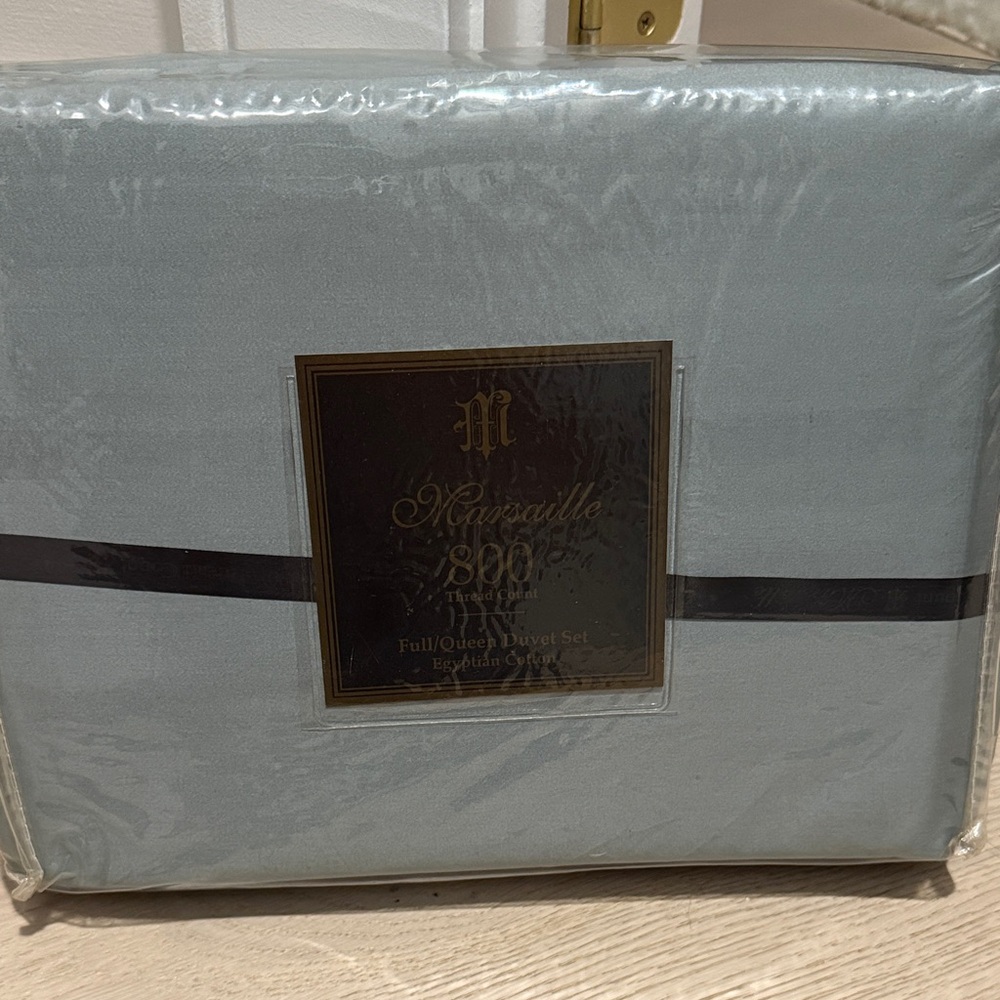 M
Marsaille
800
Thread Count
Full/Queen Duvet Set
Egyptian Cotton